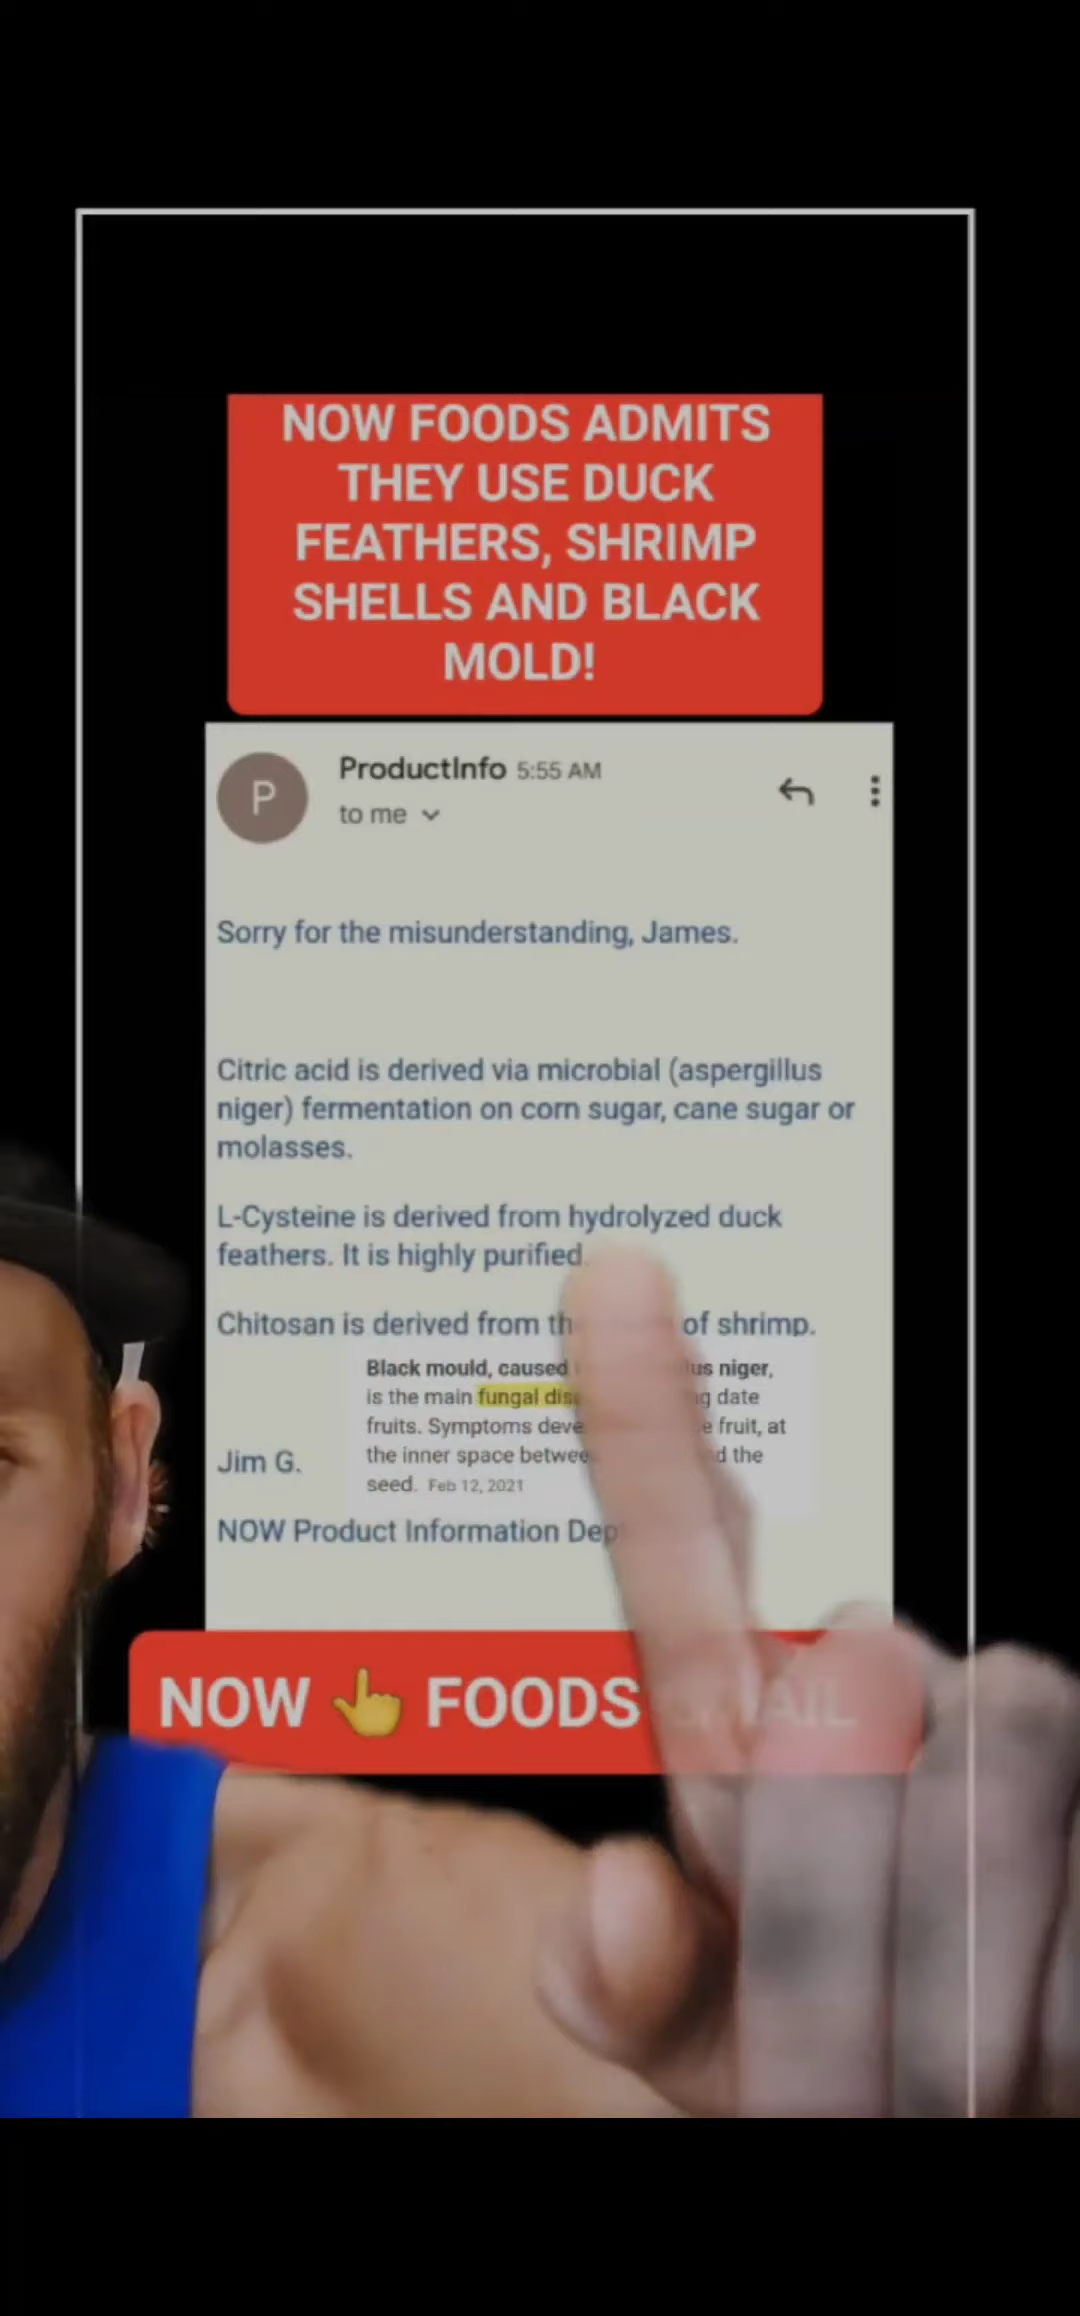 NOW FOODS ADMITS
THEY USE DUCK
FEATHERS, SHRIMP
SHELLS AND BLACK
MOLD!
P
ProductInfo 5:55 AM
to me
Sorry for the misunderstanding, James.
Citric acid is derived via microbial (aspergillus
niger) fermentation on corn sugar, cane sugar or
molasses.
L-Cysteine is derived from hydrolyzed duck
feathers. It is highly purified.
Chitosan is derived from of shrimp.
Black mould, caused niger,
is the main fungal date
fruits. Symptoms fruit, at
the inner space the
seed. Feb 12, 2021
Jim G.
NOW Product Information
NOW 👆 FOODS